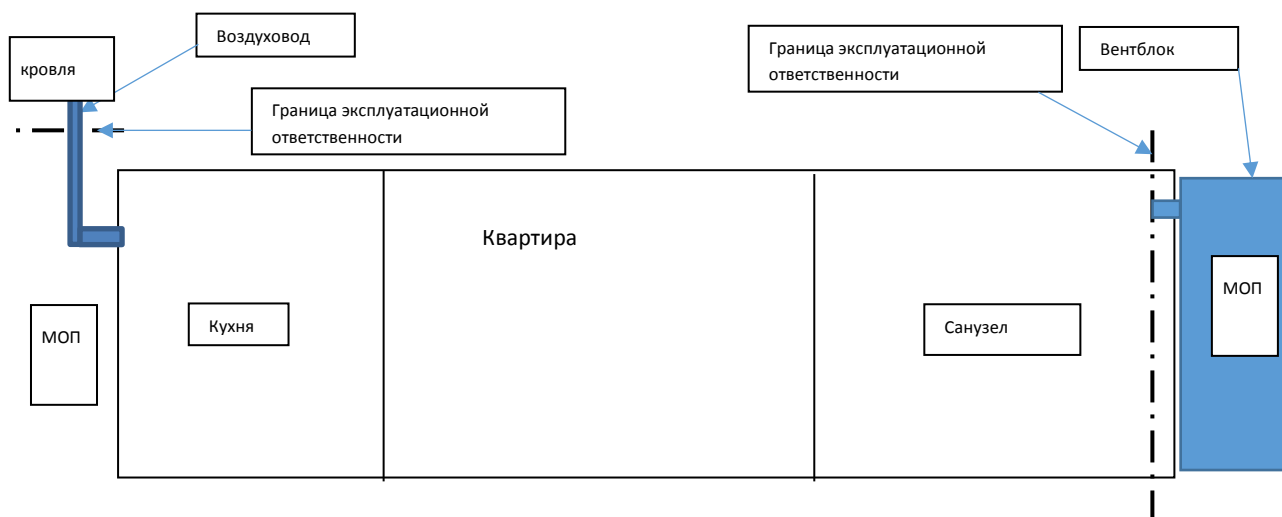 Воздуховод
Граница эксплуатационной
ответственности
Вентблок
кровля
Граница эксплуатационной
ответственности
Квартира
МОП
Кухня
Санузел
МОП